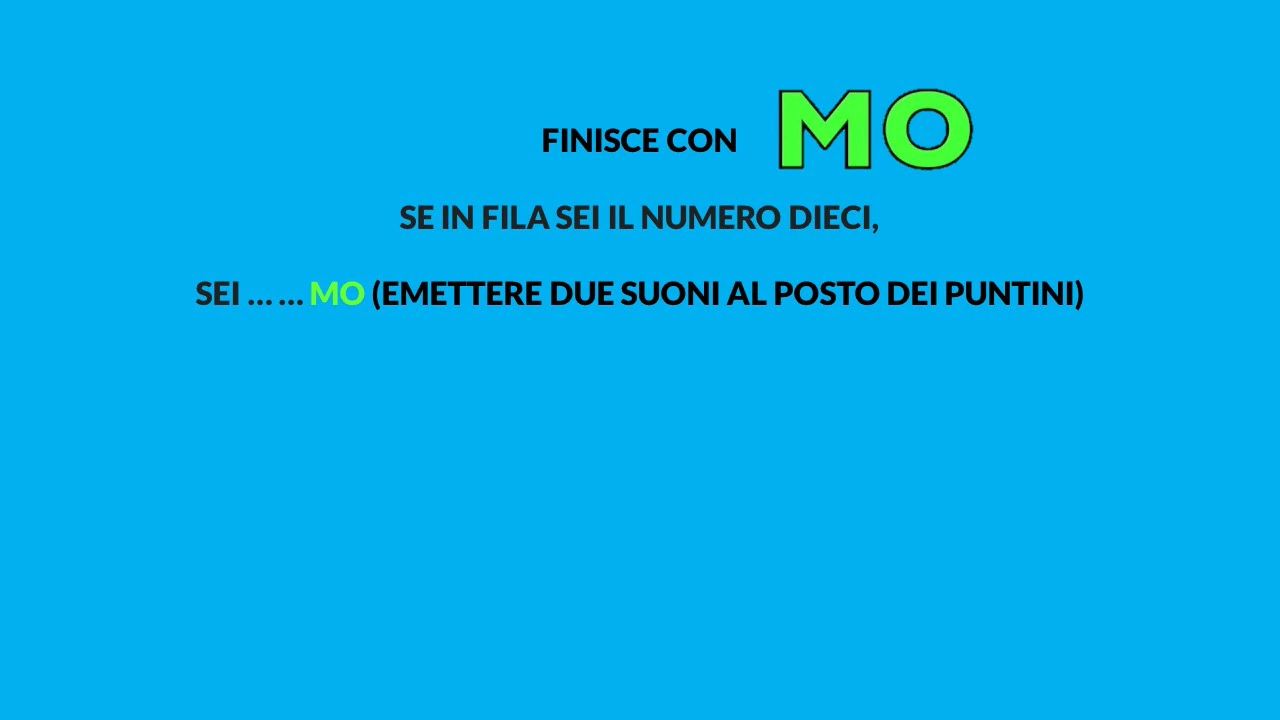 FINISCE CON MO
SE IN FILA SEI IL NUMERO DIECI,
SEI ... ... MO (EMETTERE DUE SUONI AL POSTO DEI PUNTINI)